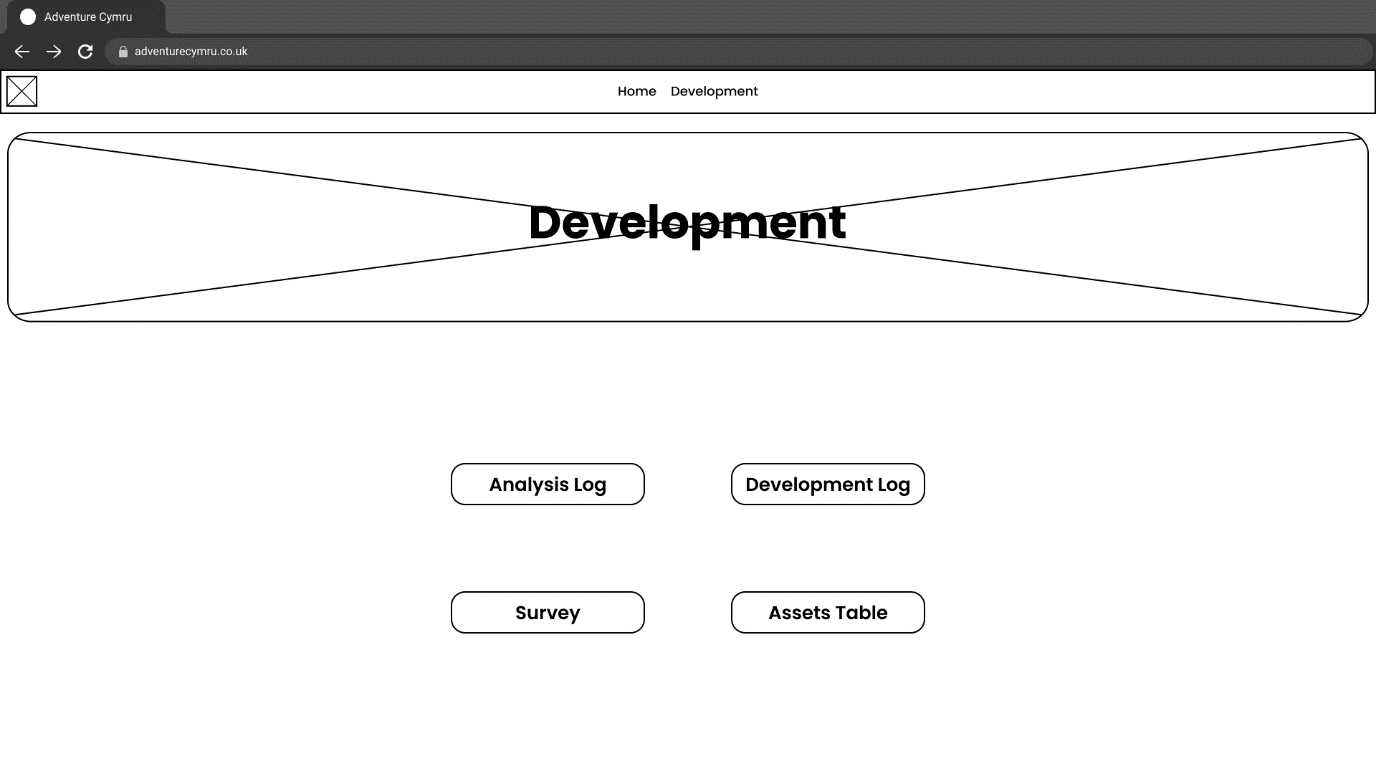 Adventure Cymru
adventurecymru.co.uk
Home Development
Development
Analysis Log
Development Log
Survey
Assets Table